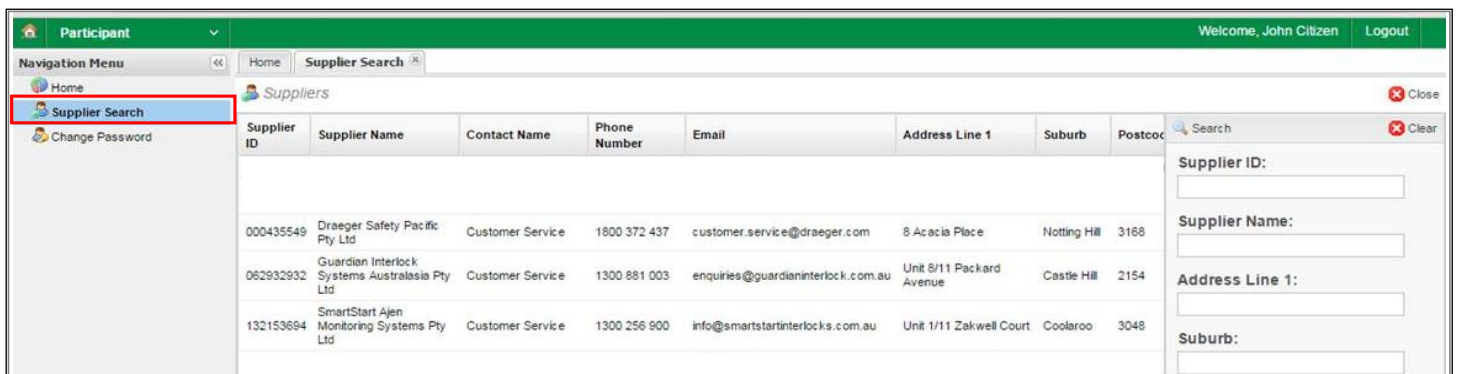 Participant Welcome, John Citizen Logout
Navigation Menu Home Supplier Search
Home
Supplier Search
Change Password
Suppliers Close
Supplier ID Supplier Name Contact Name Phone Number Email Address Line 1 Suburb Postcod
000435549 Draeger Safety Pacific Pty Ltd Customer Service 1800 372 437 customer.service@draeger.com 8 Acacia Place Notting Hill 3168
062932932 Guardian Interlock Systems Australasia Pty Ltd Customer Service 1300 881 003 enquiries@guardianinterlock.com.au Unit 8/11 Packard Avenue Castle Hill 2154
132153694 SmartStart Ajen Monitoring Systems Pty Ltd Customer Service 1300 256 900 info@smartstartinterlocks.com.au Unit 1/11 Zakwell Court Coolaroo 3048
Search Clear
Supplier ID:
Supplier Name:
Address Line 1:
Suburb: